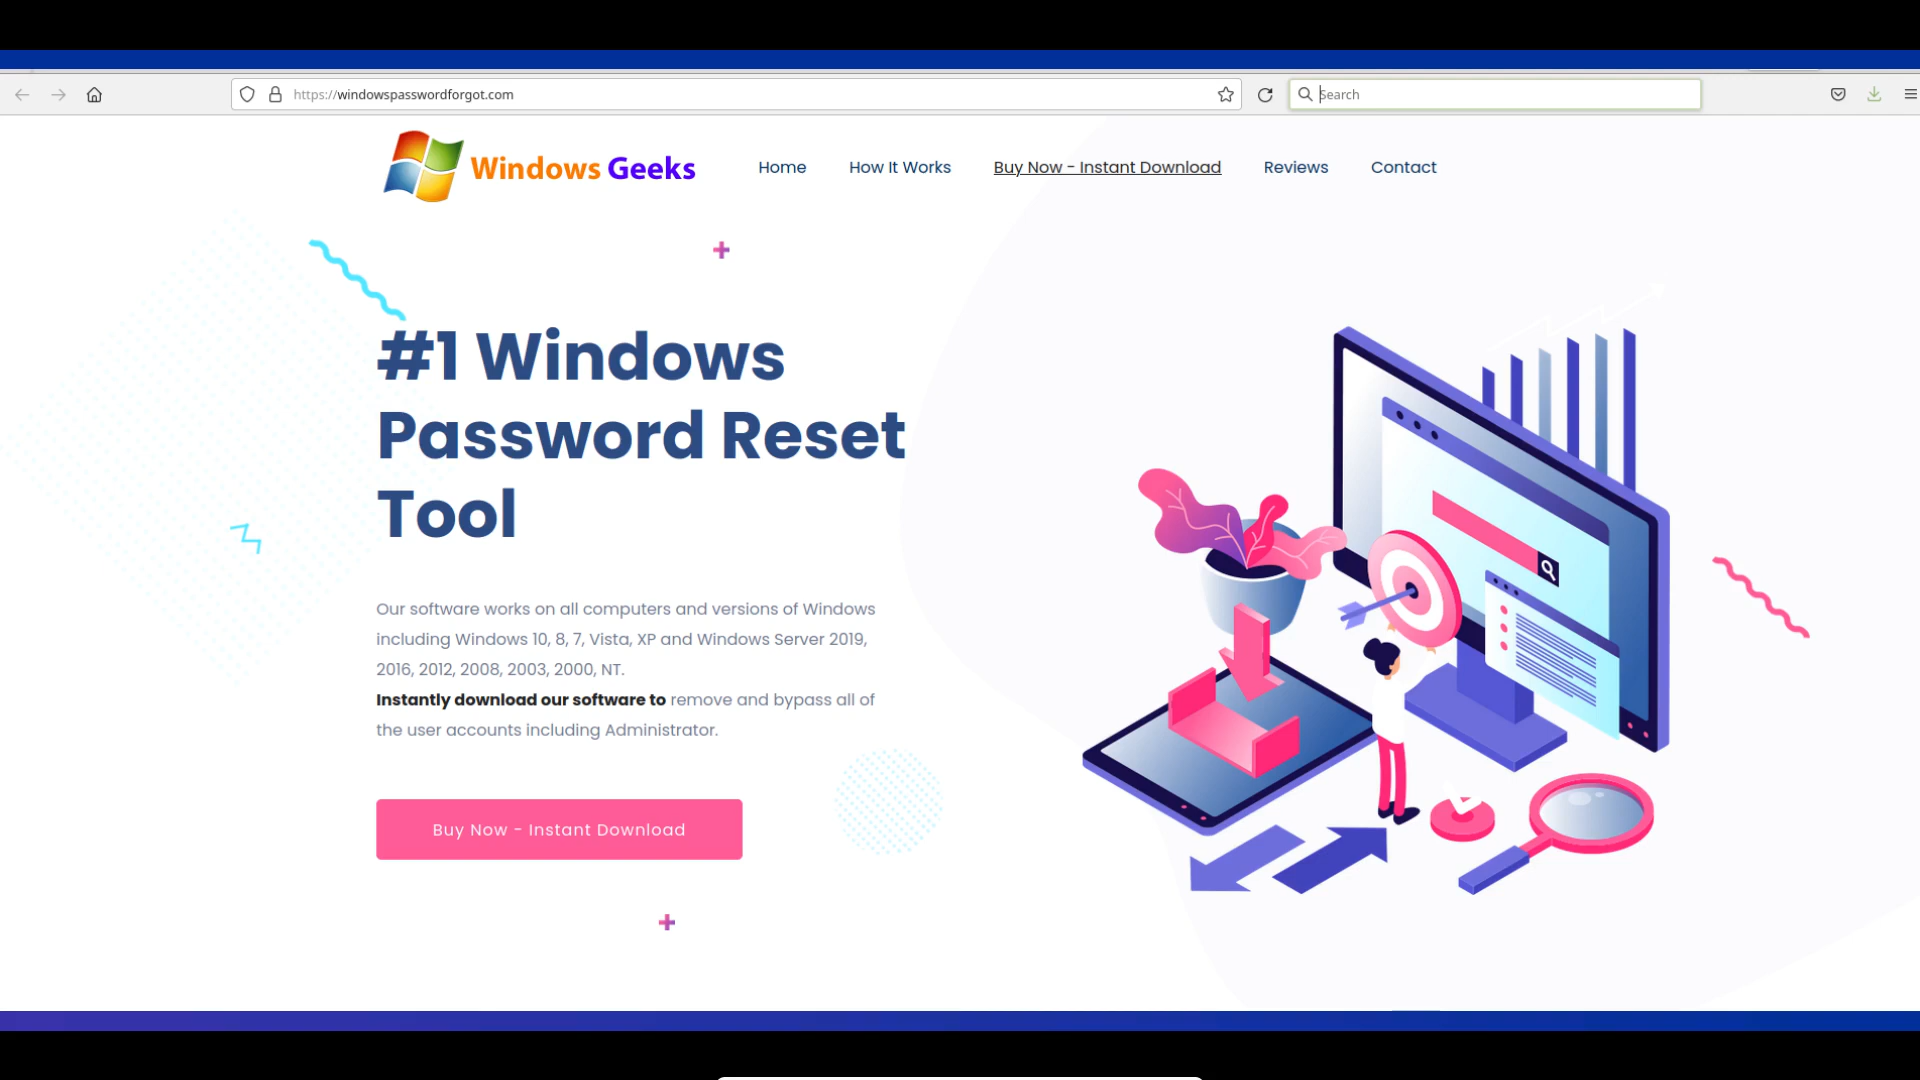 https://windowspasswordforgot.com
Search
Windows Geeks
Home
How It Works
Buy Now - Instant Download
Reviews
Contact
#1 Windows
Password Reset
Tool
Our software works on all computers and versions of Windows
including Windows 10, 8, 7, Vista, XP and Windows Server 2019,
2016, 2012, 2008, 2003, 2000, NT.
Instantly download our software to remove and bypass all of
the user accounts including Administrator.
Buy Now - Instant Download